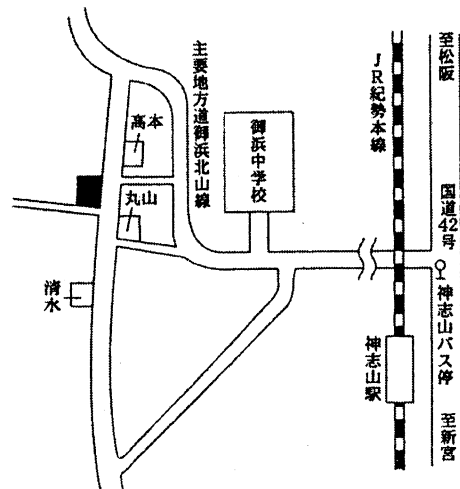 至松阪
JR紀勢本線
主要地方道御浜北山線
高本
御浜中学校
丸山
国道42号
清水
神志山バス停
神志山駅
至新宮